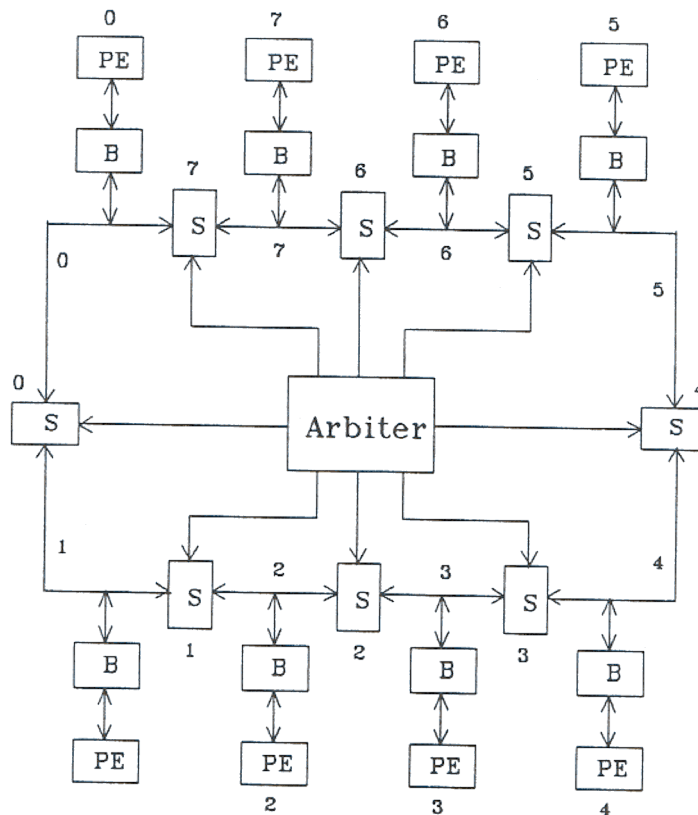 0 7 6 5
PE PE PE PE
B B B B
7 6 5
S S S
7 6
0 5
0 4
S Arbiter S
1 4
2 3
S S S
1 2 3
B B B B
PE PE PE PE
2 3 4